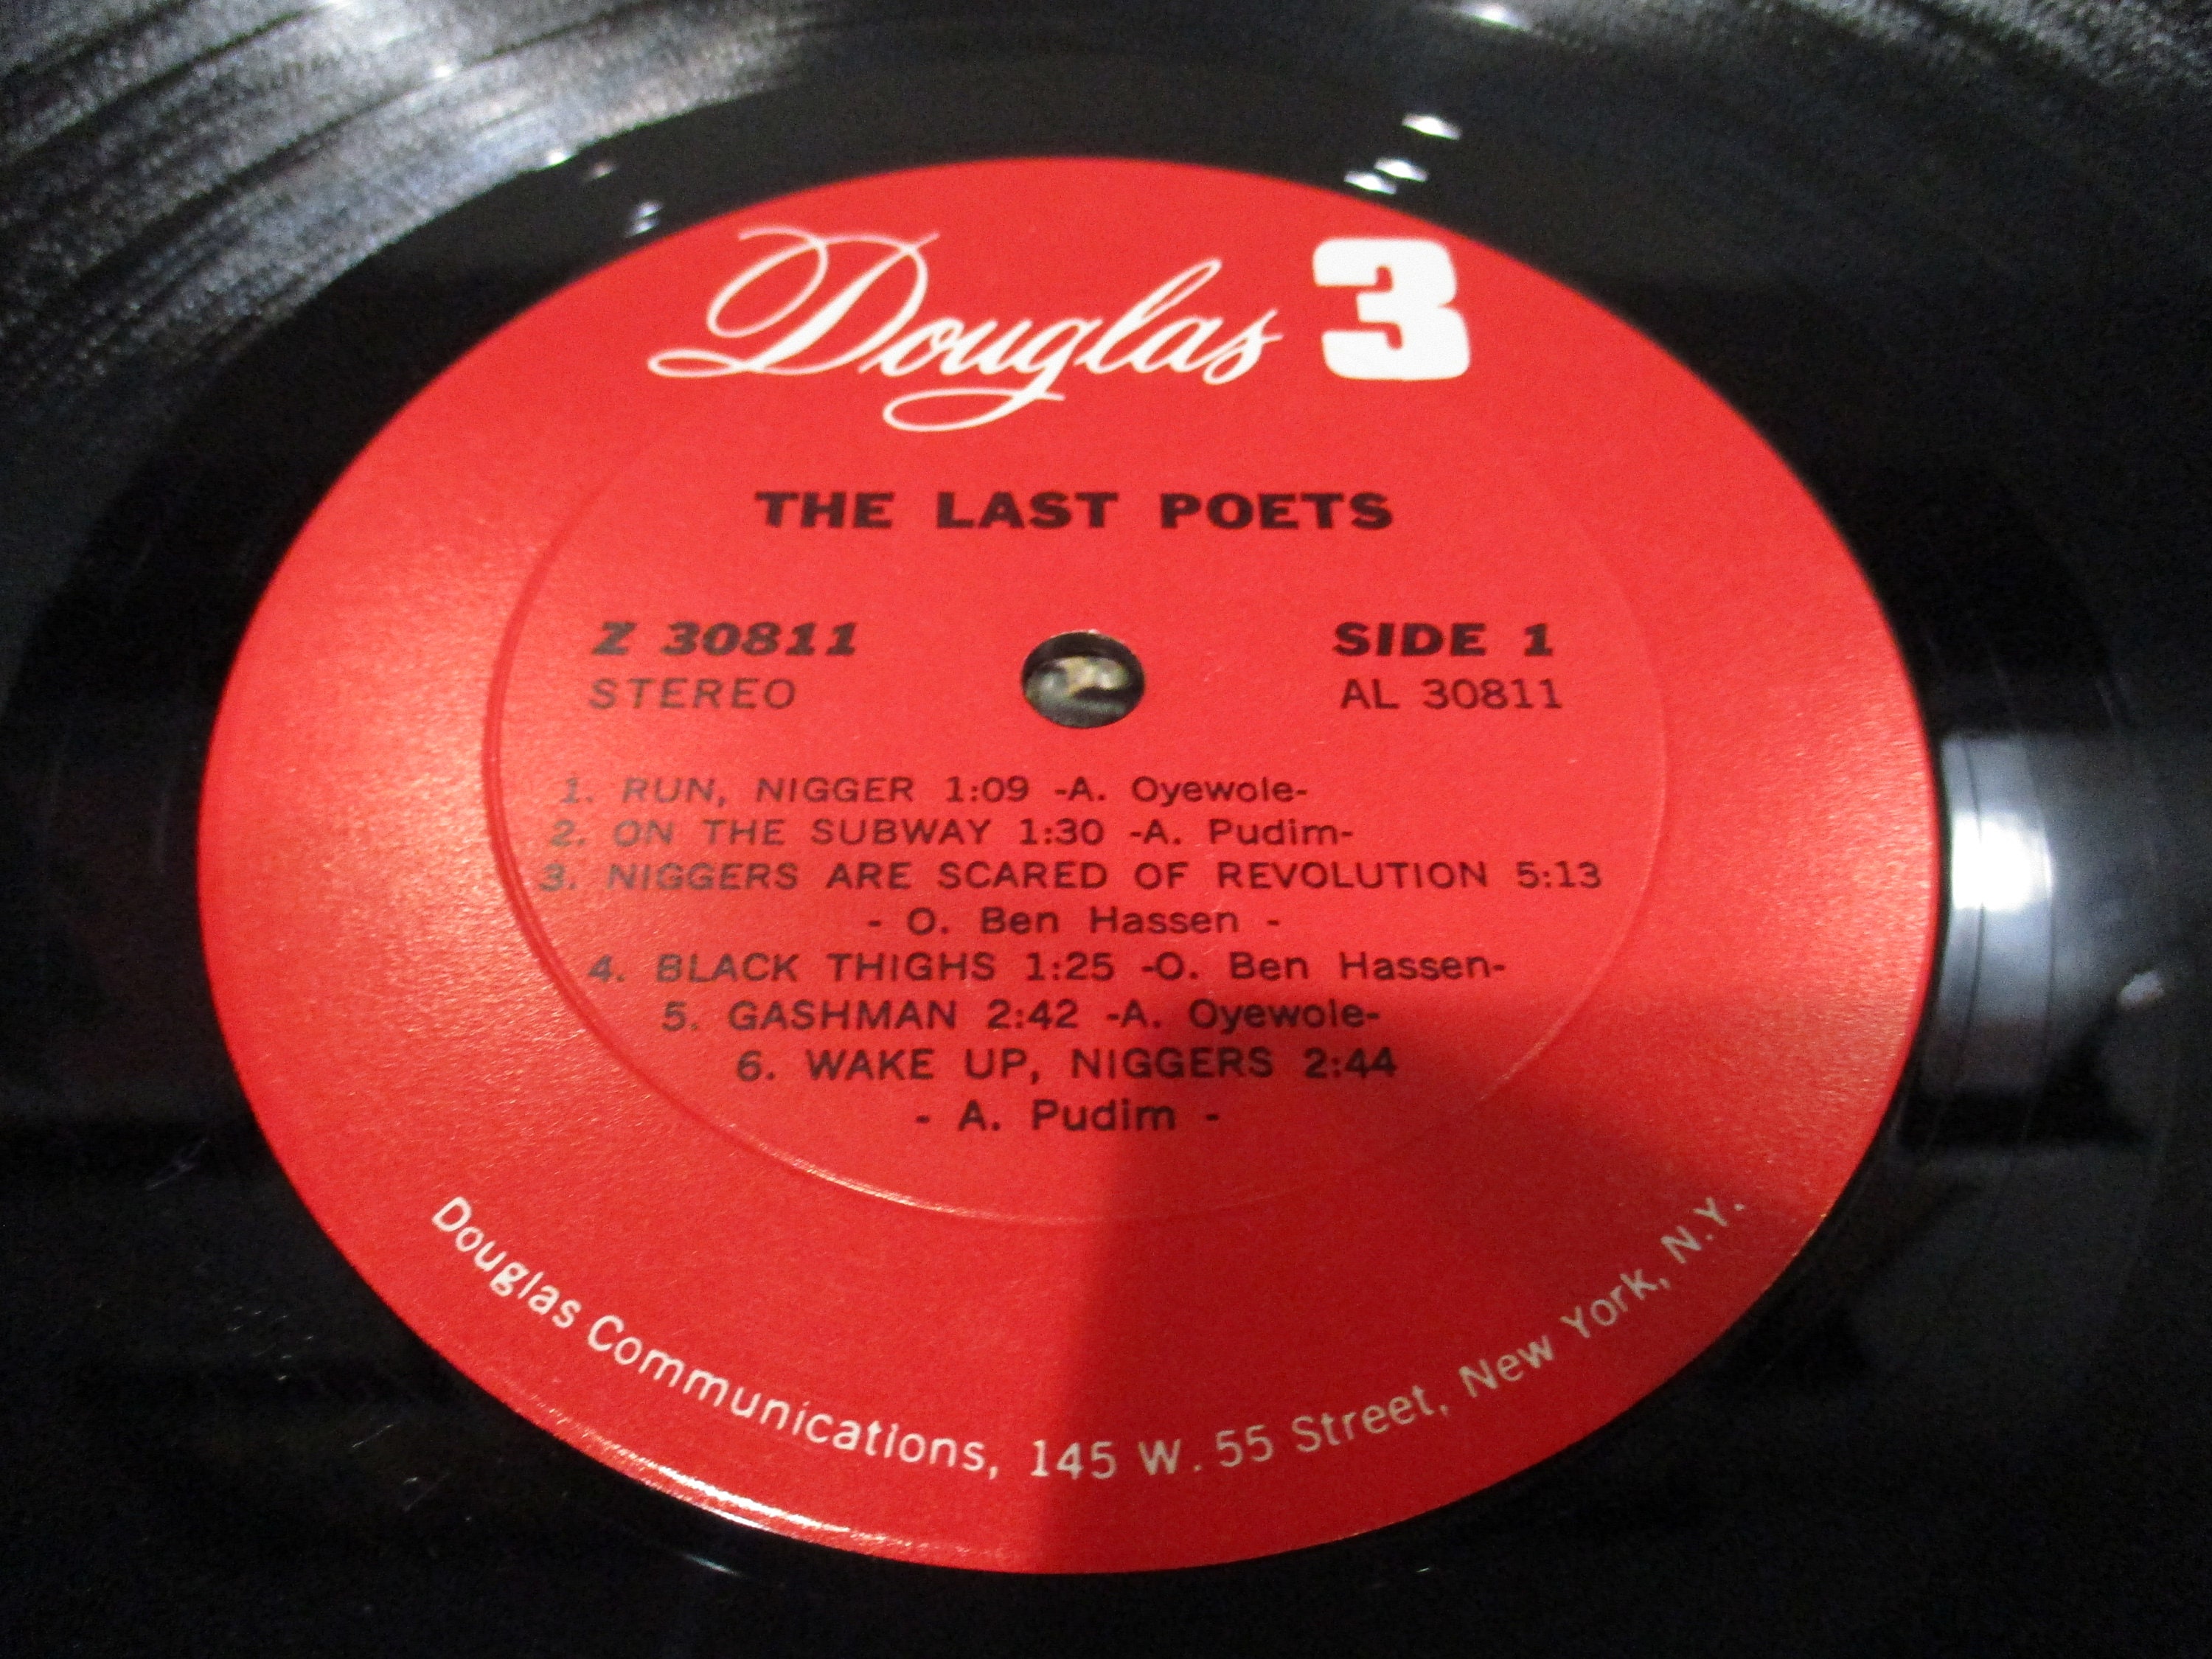 Douglas 3
THE LAST POETS
Z 30811 SIDE 1
STEREO AL 30811
1. RUN, NIGGER 1:09 -A. Oyewole-
2. ON THE SUBWAY 1:30 -A. Pudim-
3. NIGGERS ARE SCARED OF REVOLUTION 5:13
- O. Ben Hassen -
4. BLACK THIGHS 1:25 -O. Ben Hassen-
5. GASHMAN 2:42 -A. Oyewole-
6. WAKE UP, NIGGERS 2:44
- A. Pudim -
Douglas Communications, 145 W. 55 Street, New York, N.Y.